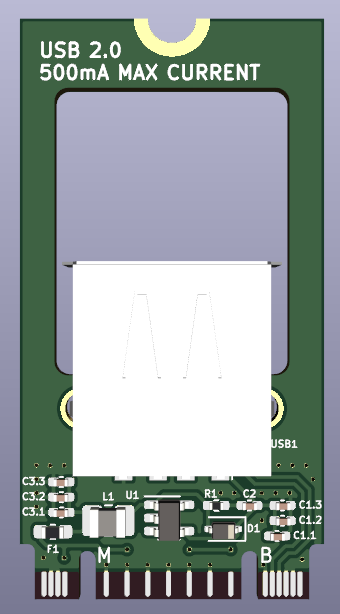 USB 2.0
500mA MAX CURRENT
USB1
C3.3
C3.2
C3.1
L1
U1
R1
C2
C1.3
C1.2
D1
C1.1
F1
M
B